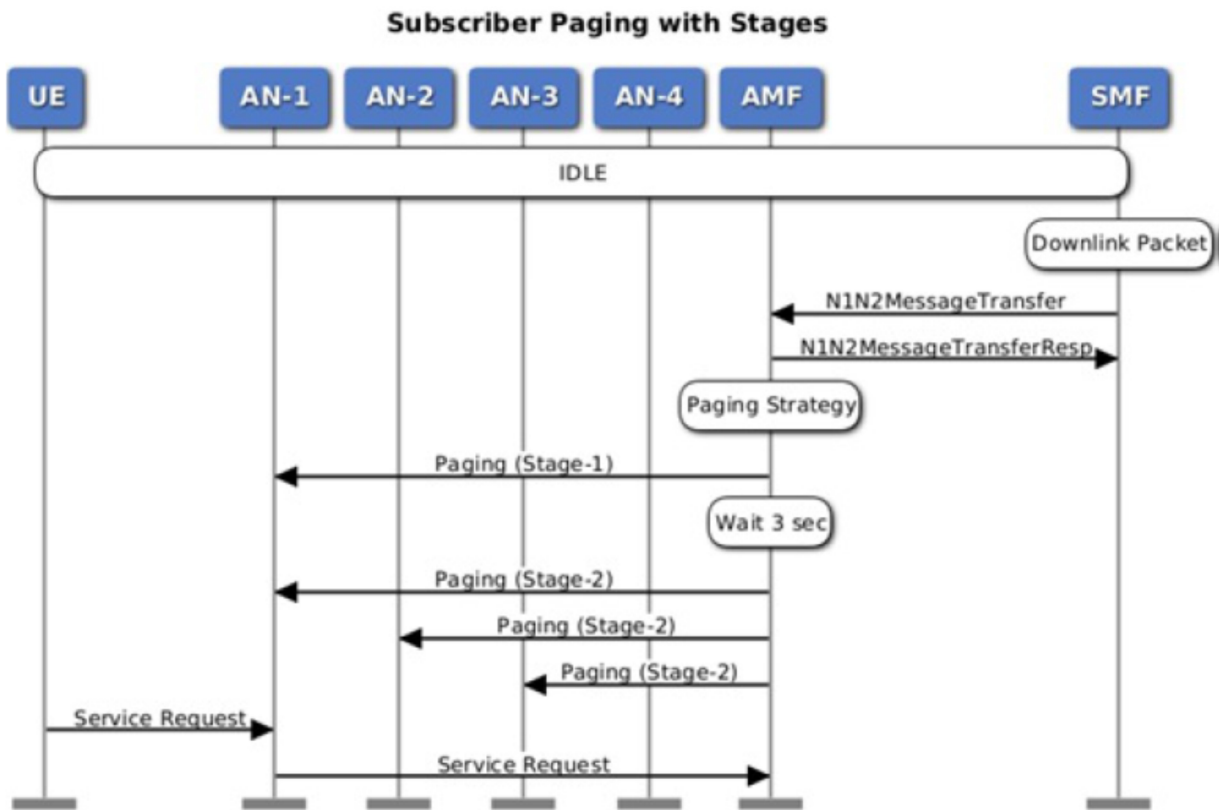 Subscriber Paging with Stages
UE AN-1 AN-2 AN-3 AN-4 AMF SMF
IDLE
Downlink Packet
N1N2MessageTransfer
N1N2MessageTransferResp
Paging Strategy
Paging (Stage-1)
Wait 3 sec
Paging (Stage-2)
Paging (Stage-2)
Paging (Stage-2)
Service Request
Service Request